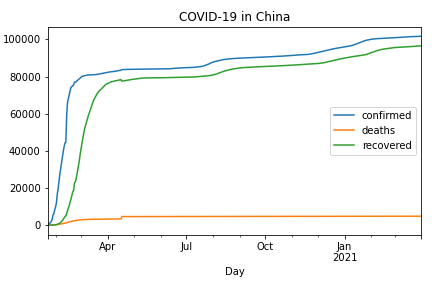 COVID-19 in China
100000
80000
60000
40000
20000
0
confirmed
deaths
recovered
Apr
Jul
Oct
Jan
2021
Day